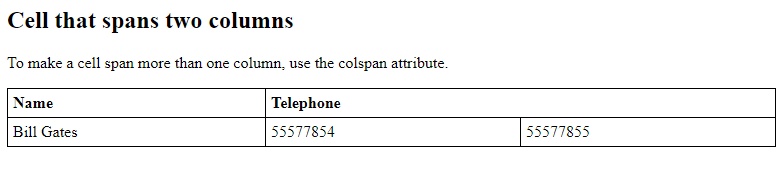 Cell that spans two columns
To make a cell span more than one column, use the colspan attribute.
Name Telephone
Bill Gates 55577854 55577855